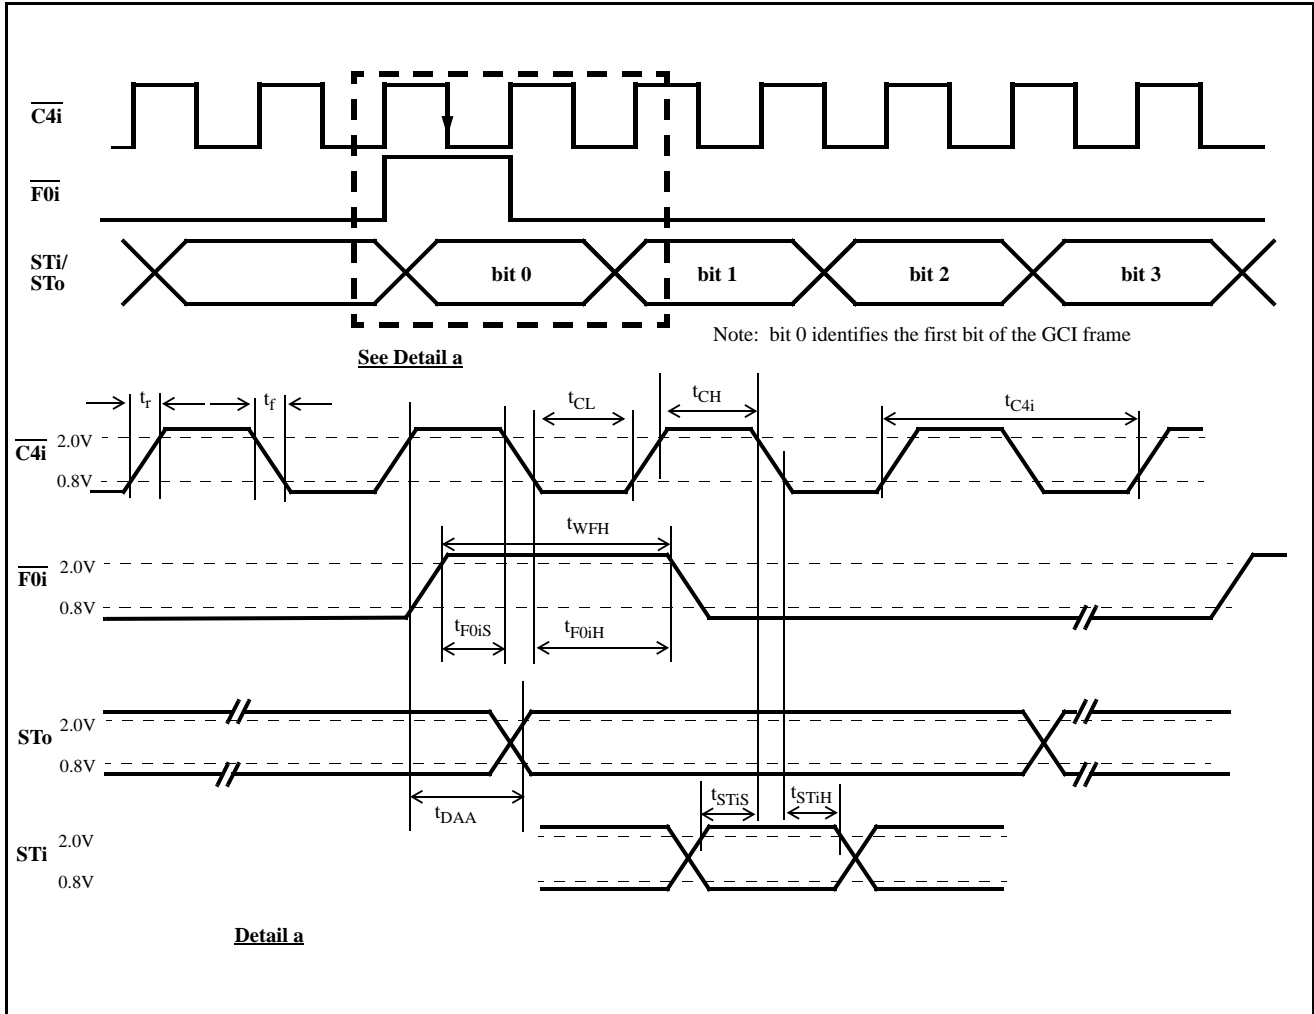 C4i
F0i
STi/
STo
bit 0 bit 1 bit 2 bit 3
Note: bit 0 identifies the first bit of the GCI frame
See Detail a
tr tf tCL tCH tC4i
C4i 2.0V
0.8V
tWFH
F0i 2.0V
0.8V
tF0iS tF0iH
STo 2.0V
0.8V
tDAA tSTiS tSTiH
STi 2.0V
0.8V
Detail a